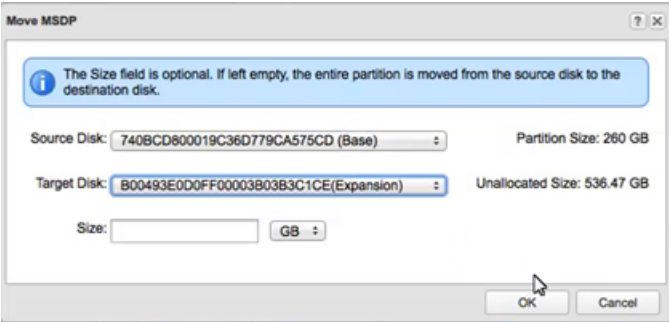 Move MSDP
? X
The Size field is optional. If left empty, the entire partition is moved from the source disk to the
destination disk.
Source Disk: 740BCD800019C36D779CA575CD (Base) Partition Size: 260 GB
Target Disk: B00493E0D0FF00003B03B3C1CE(Expansion) Unallocated Size: 536.47 GB
Size: GB
OK Cancel